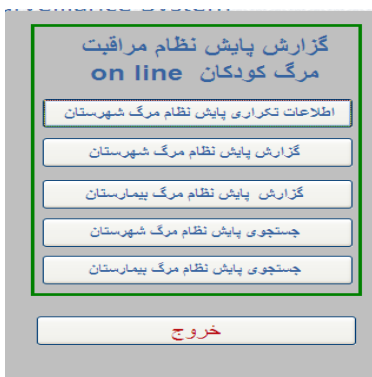 گزارش پایش نظام مراقبت
مرگ کودکان on line
اطلاعات تکراری پایش نظام مرگ شهرستان
گزارش پایش نظام مرگ شهرستان
گزارش پایش نظام مرگ بیمارستان
جستجوی پایش نظام مرگ شهرستان
جستجوی پایش نظام مرگ بیمارستان
خروج